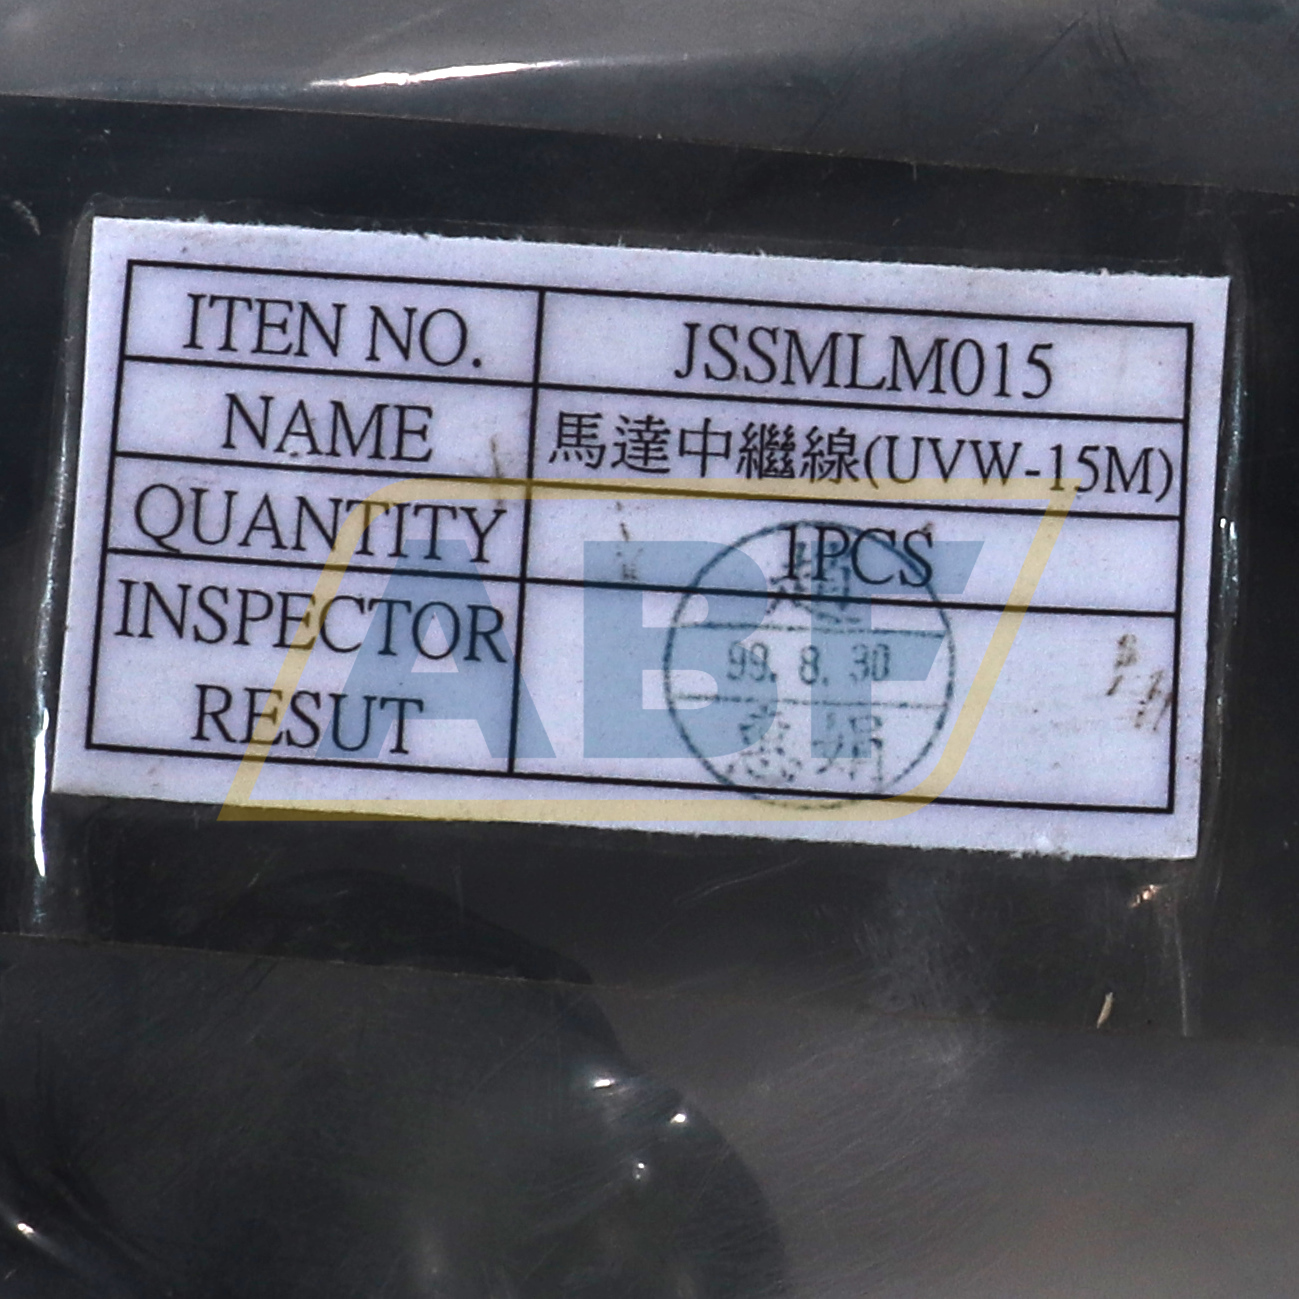 ITEN NO. JSSMLM015
NAME 馬達中繼線(UVW-15M)
QUANTITY 1PCS
INSPECTOR
RESUT
趙
99. 8. 30
ABF